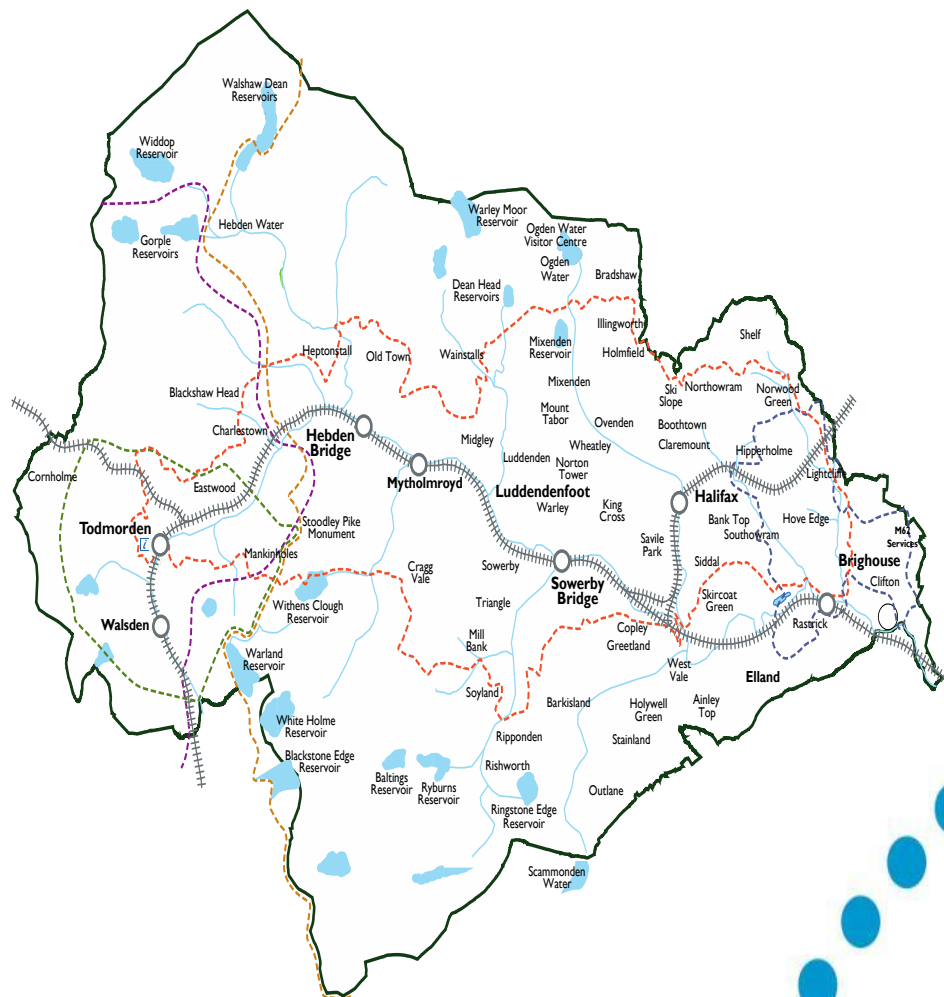 Walshaw Dean
Reservoirs
Widdop
Reservoir
Warley Moor
Reservoir
Hebden Water
Gorple
Reservoirs
Ogden Water
Visitor Centre
Ogden
Water
Bradshaw
Dean Head
Reservoirs
Illingworth
Shelf
Mixenden
Reservoir
Holmfield
Heptonstall
Old Town
Wainstalls
Mixenden
Ski
Slope
Northowram
Norwood
Green
Blackshaw Head
Mount
Tabor
Ovenden
Boothtown
Charlestown
Hebden
Bridge
Midgley
Wheatley
Claremount
Hipperholme
Cornholme
Luddenden
Norton
Tower
Lightcliffe
Mytholmroyd
Eastwood
Luddendenfoot
Warley
King
Cross
Halifax
Todmorden
i
Stoodley Pike
Monument
Bank Top
Southowram
Hove Edge
M62
Services
Savile
Park
Mankinholes
Cragg
Vale
Sowerby
Siddal
Brighouse
Sowerby
Bridge
Clifton
Withens Clough
Reservoir
Triangle
Skircoat
Green
Walsden
Copley
Rastrick
Mill
Bank
Greetland
Warland
Reservoir
West
Vale
Elland
Soyland
Barkisland
Holywell
Green
Ainley
Top
White Holme
Reservoir
Ripponden
Stainland
Blackstone Edge
Reservoir
Baltings
Reservoir
Ryburns
Reservoir
Rishworth
Outlane
Ringstone Edge
Reservoir
Scammonden
Water